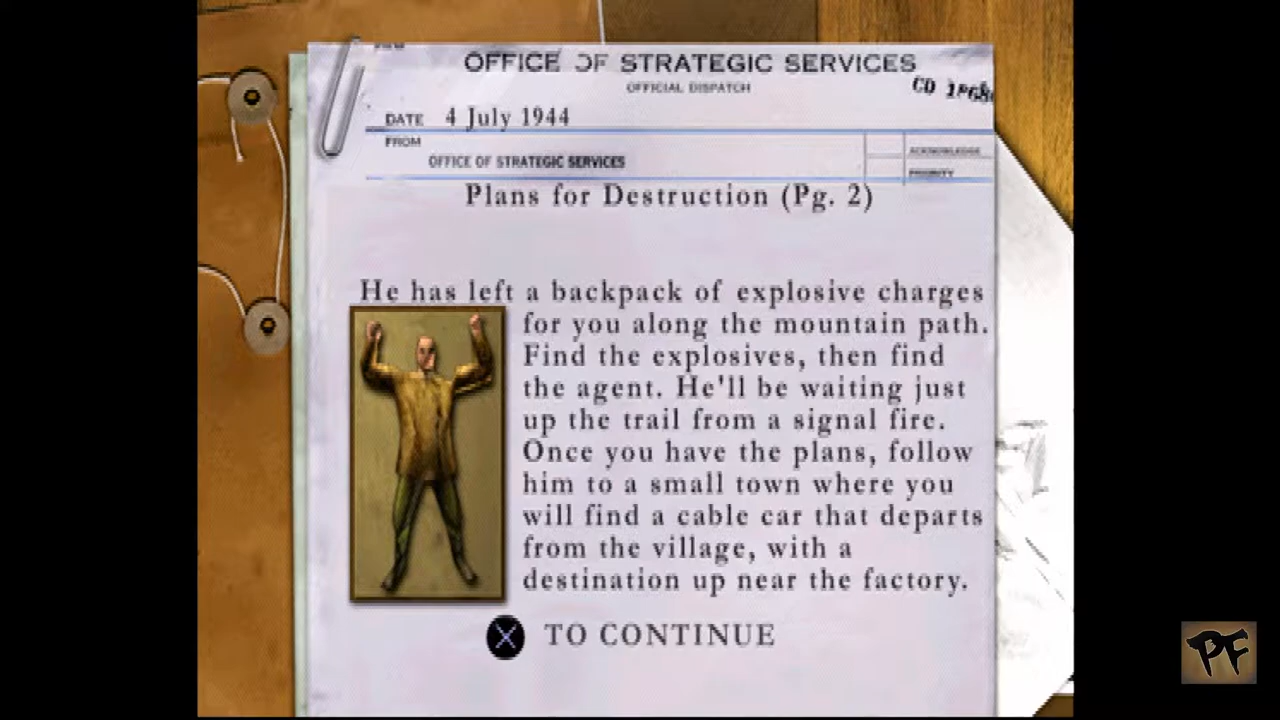 OFFICE OF STRATEGIC SERVICES
OFFICIAL DISPATCH
DATE 4 July 1944
FROM
OFFICE OF STRATEGIC SERVICES
ACKNOWLEDGE
PRIORITY
Plans for Destruction (Pg. 2)
He has left a backpack of explosive charges
for you along the mountain path.
Find the explosives, then find
the agent. He'll be waiting just
up the trail from a signal fire.
Once you have the plans, follow
him to a small town where you
will find a cable car that departs
from the village, with a
destination up near the factory.
X TO CONTINUE
PF